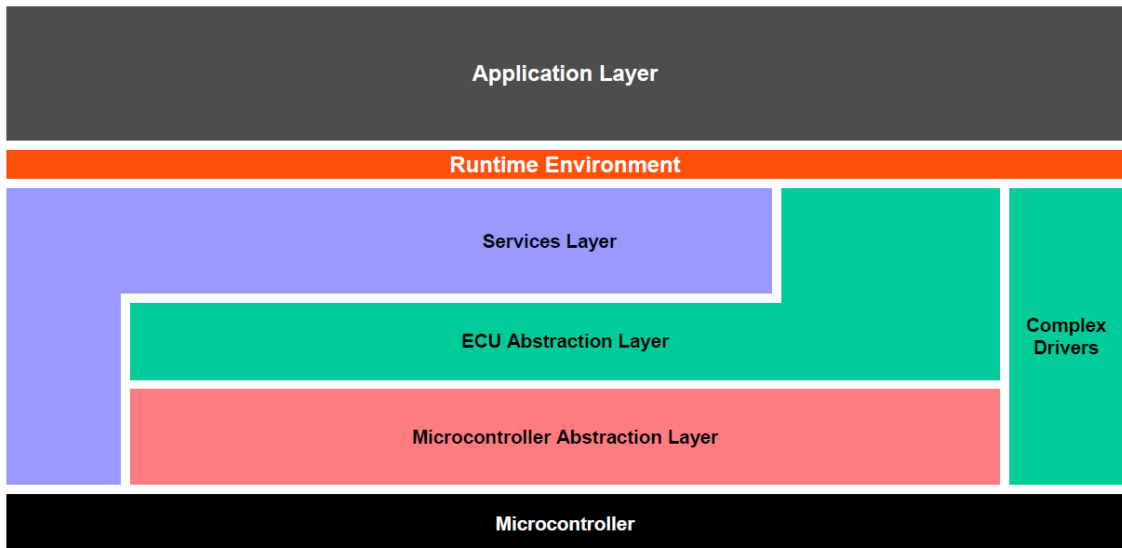 Application Layer
Runtime Environment
Services Layer
ECU Abstraction Layer
Complex
Drivers
Microcontroller Abstraction Layer
Microcontroller